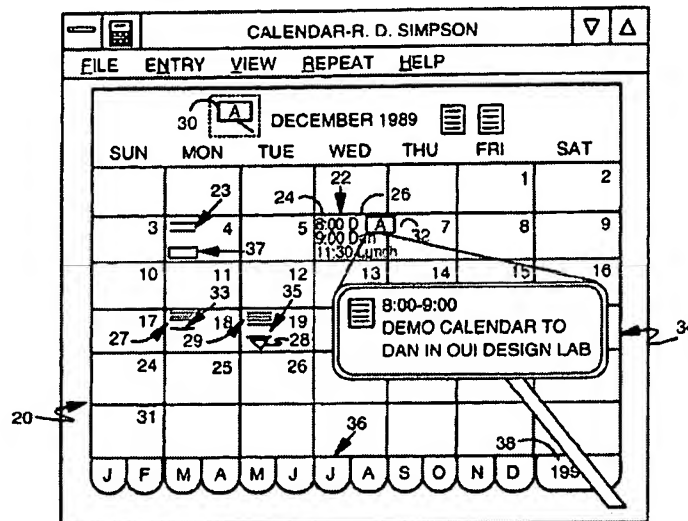 CALENDAR-R. D. SIMPSON
FILE ENTRY VIEW REPEAT HELP
30 A DECEMBER 1989
SUN MON TUE WED THU FRI SAT
1 2
23 24 22 26
3 4 5 8:00 D A 32 7 8 9
9:00 Dan
37 11:30 Lunch
10 11 12 13 14 15 16
33 35
8:00-9:00
DEMO CALENDAR TO
DAN IN OUI DESIGN LAB
17 18 19
27 29 28
34
24 25 26
20
31
36 38
J F M A M J J A S O N D 199